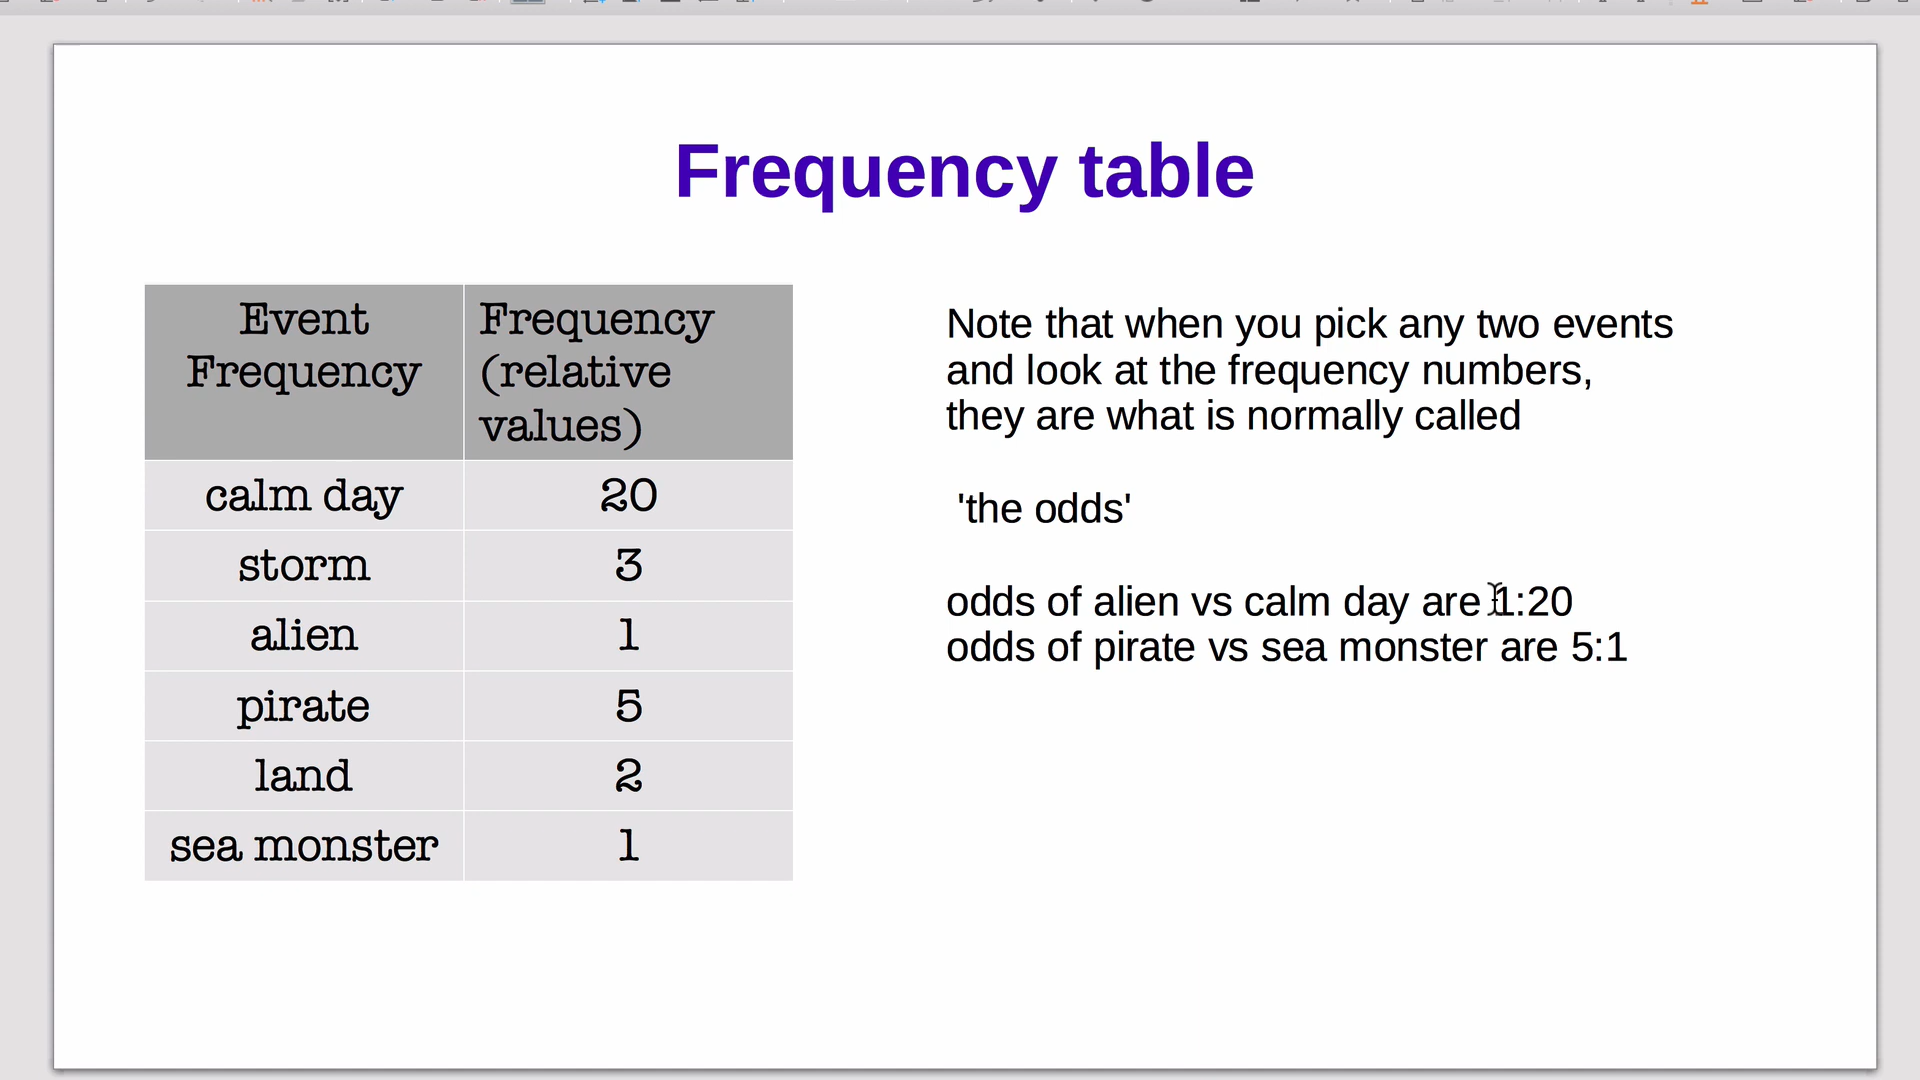 Frequency table
Event
Frequency
Frequency
(relative
values)
calm day 20
storm 3
alien 1
pirate 5
land 2
sea monster 1
Note that when you pick any two events
and look at the frequency numbers,
they are what is normally called
'the odds'
odds of alien vs calm day are 1:20
odds of pirate vs sea monster are 5:1